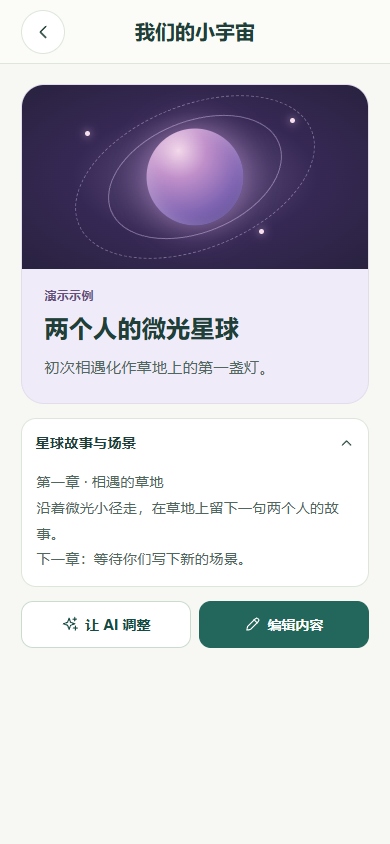 我们的小宇宙
演示示例
两个人的微光星球
初次相遇化作草地上的第一盏灯。
星球故事与场景
第一章 · 相遇的草地
沿着微光小径走，在草地上留下一句两个人的故
事。
下一章：等待你们写下新的场景。
让 AI 调整
编辑内容